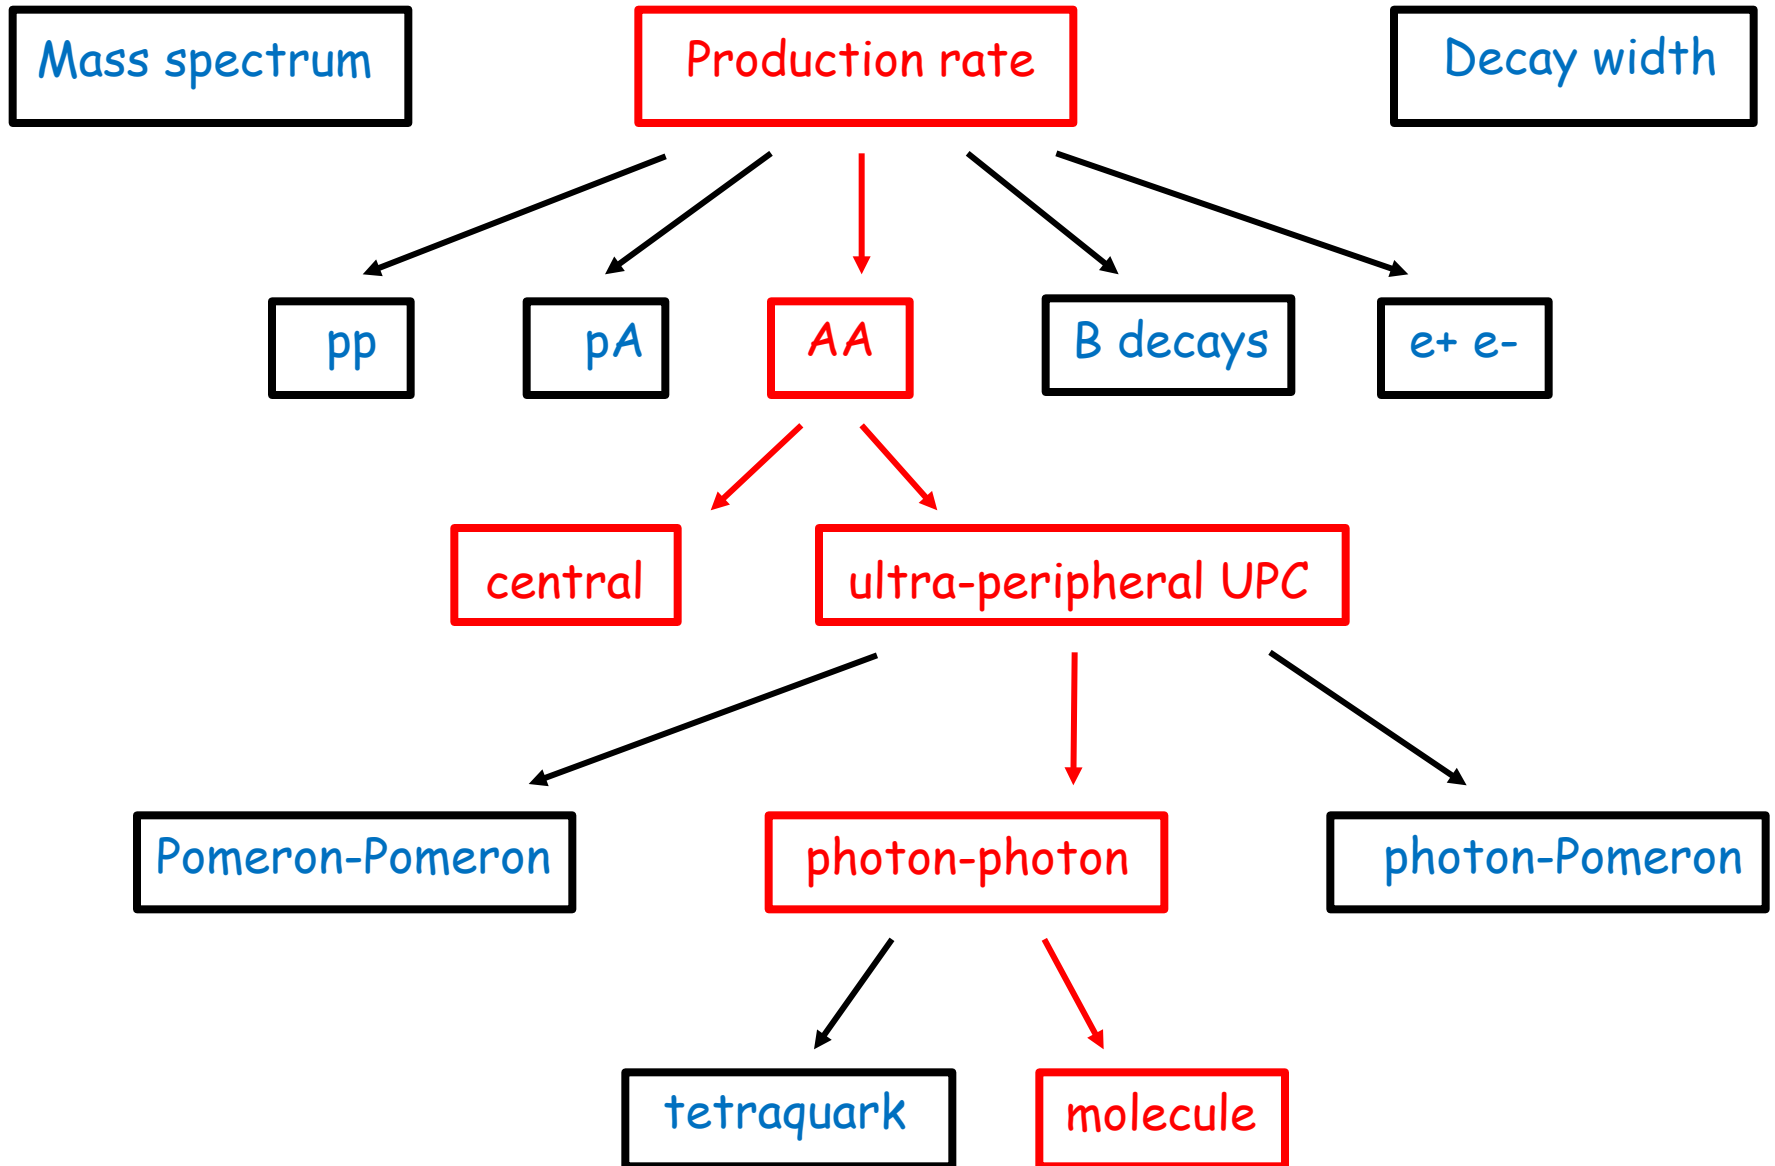 Mass spectrum
Production rate
Decay width
pp
pA
AA
B decays
e+ e-
central
ultra-peripheral UPC
Pomeron-Pomeron
photon-photon
photon-Pomeron
tetraquark
molecule